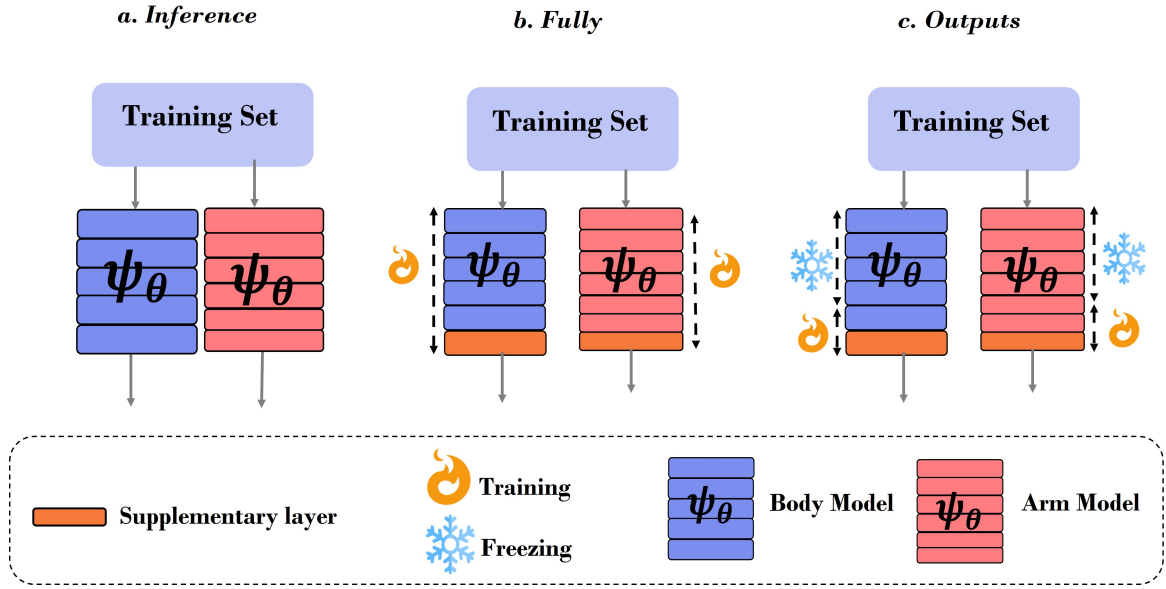 a. Inference
b. Fully
c. Outputs
Training Set
Training Set
Training Set
ψθ
ψθ
ψθ
ψθ
ψθ
ψθ
Supplementary layer
Training
Freezing
ψθ
Body Model
ψθ
Arm Model